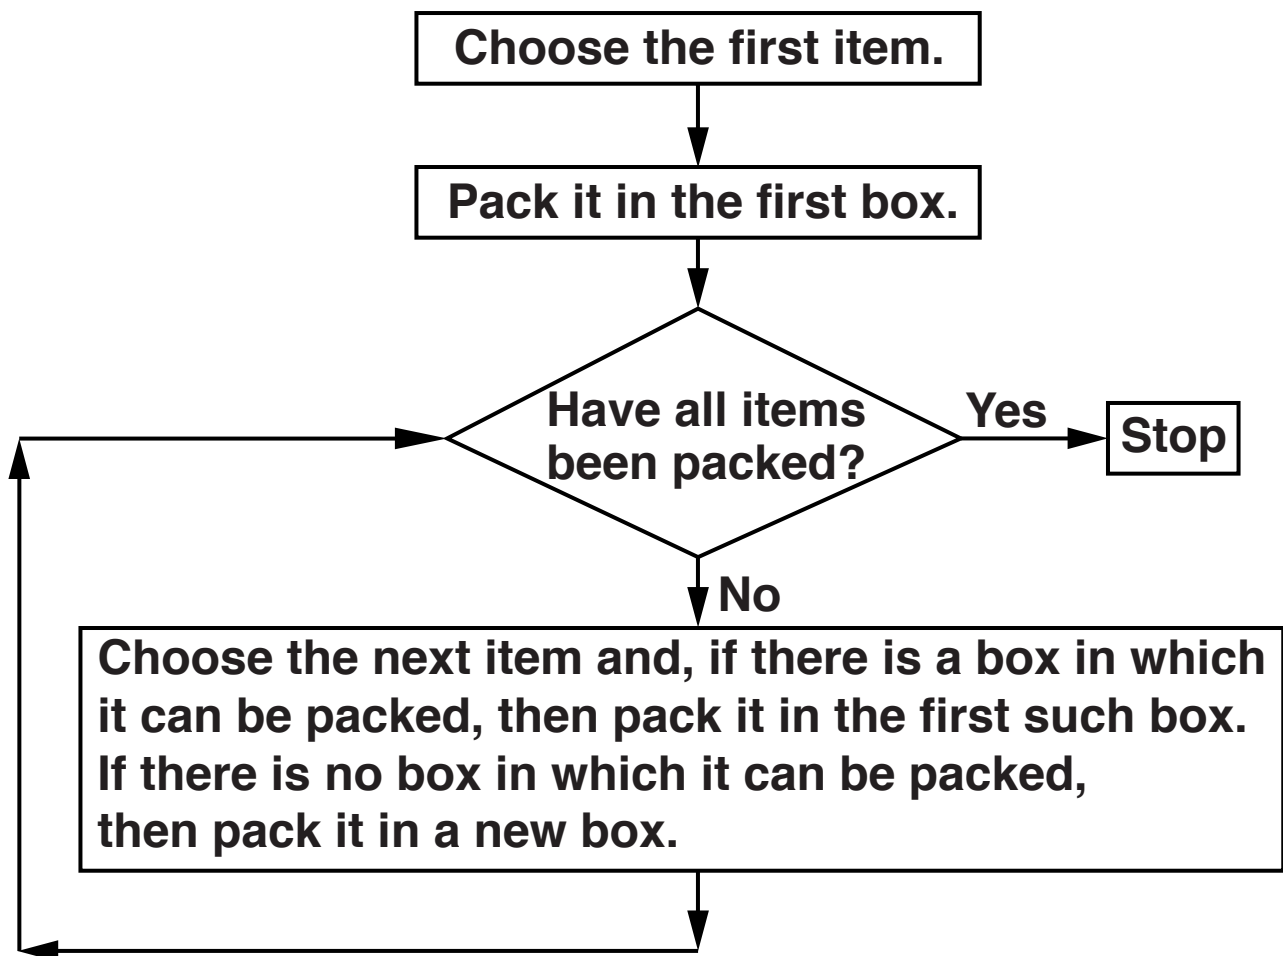 Choose the first item.
Pack it in the first box.
Have all items
been packed?
Yes
Stop
No
Choose the next item and, if there is a box in which
it can be packed, then pack it in the first such box.
If there is no box in which it can be packed,
then pack it in a new box.